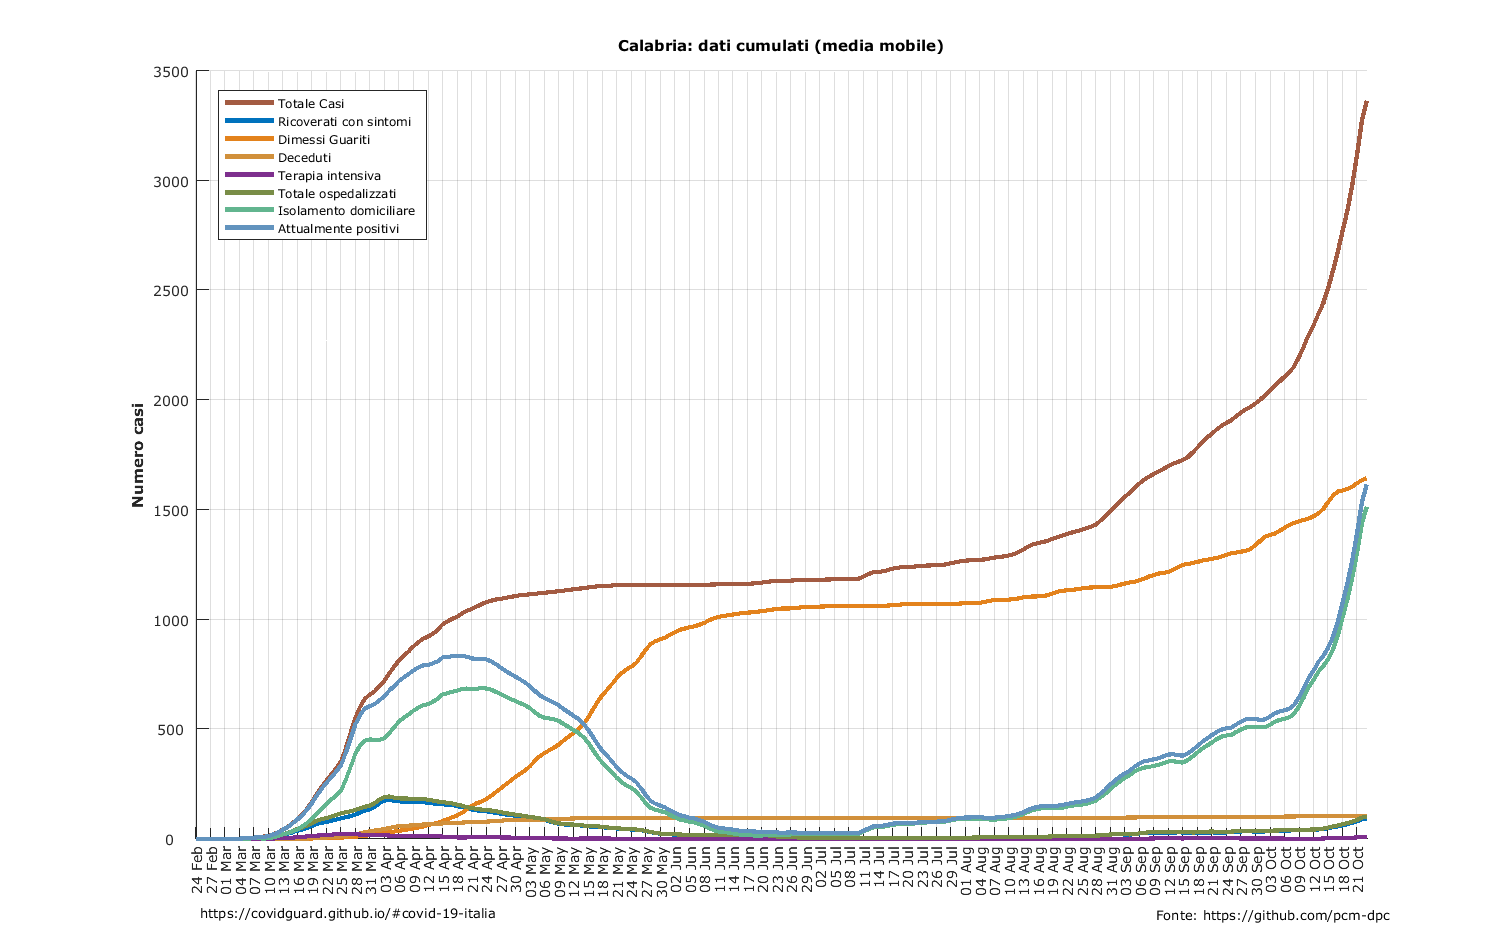 Calabria: dati cumulati (media mobile)
3500
3000
2500
2000
1500
1000
500
0
Numero casi
Totale Casi
Ricoverati con sintomi
Dimessi Guariti
Deceduti
Terapia intensiva
Totale ospedalizzati
Isolamento domiciliare
Attualmente positivi
24 Feb
27 Feb
01 Mar
04 Mar
07 Mar
10 Mar
13 Mar
16 Mar
19 Mar
22 Mar
25 Mar
28 Mar
31 Mar
03 Apr
06 Apr
09 Apr
12 Apr
15 Apr
18 Apr
21 Apr
24 Apr
27 Apr
30 Apr
03 May
06 May
09 May
12 May
15 May
18 May
21 May
24 May
27 May
30 May
02 Jun
05 Jun
08 Jun
11 Jun
14 Jun
17 Jun
20 Jun
23 Jun
26 Jun
29 Jun
02 Jul
05 Jul
08 Jul
11 Jul
14 Jul
17 Jul
20 Jul
23 Jul
26 Jul
29 Jul
01 Aug
04 Aug
07 Aug
10 Aug
13 Aug
16 Aug
19 Aug
22 Aug
25 Aug
28 Aug
31 Aug
03 Sep
06 Sep
09 Sep
12 Sep
15 Sep
18 Sep
21 Sep
24 Sep
27 Sep
30 Sep
03 Oct
06 Oct
09 Oct
12 Oct
15 Oct
18 Oct
21 Oct
https://covidguard.github.io/#covid-19-italia
Fonte: https://github.com/pcm-dpc